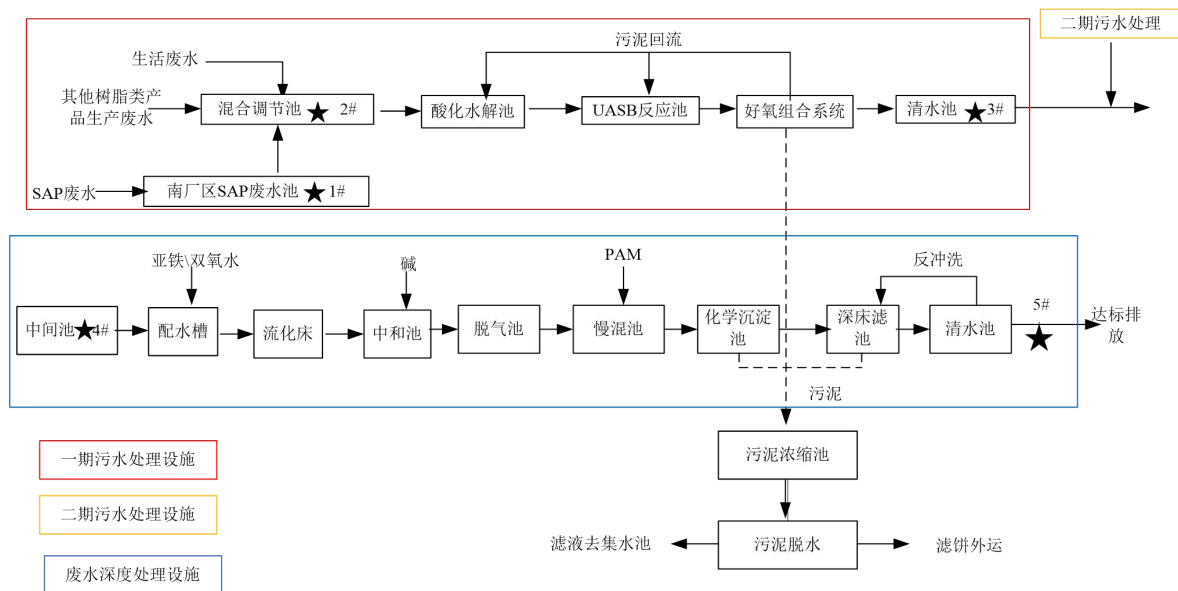 二期污水处理
污泥回流
生活废水
其他树脂类产
品生产废水
混合调节池★ 2#
酸化水解池
UASB反应池
好氧组合系统
清水池★3#
SAP废水
南厂区SAP废水池★1#
亚铁\双氧水
碱
PAM
反冲洗
5#
★
中间池★4#
配水槽
流化床
中和池
脱气池
慢混池
化学沉淀
池
深床滤
池
清水池
达标排
放
污泥
一期污水处理设施
污泥浓缩池
二期污水处理设施
滤液去集水池
污泥脱水
滤饼外运
废水深度处理设施